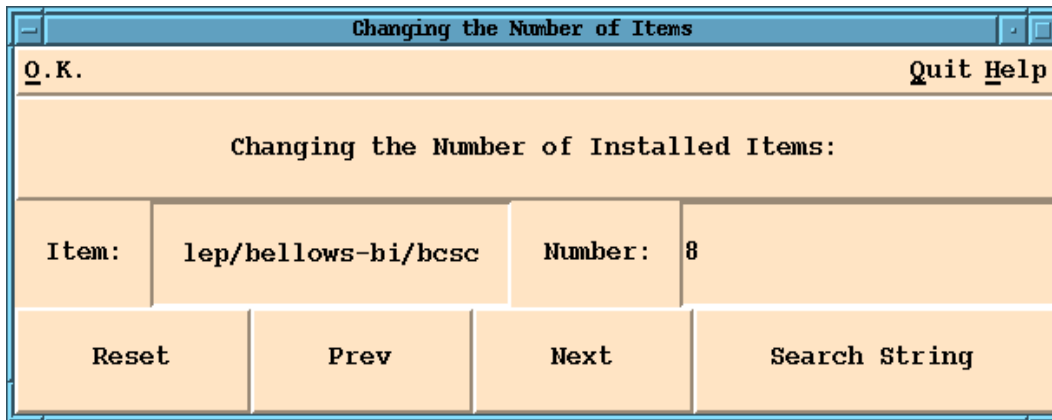 Changing the Number of Items
O.K. Quit Help
Changing the Number of Installed Items:
Item: lep/bellows-bi/bcsc Number: 8
Reset Prev Next Search String